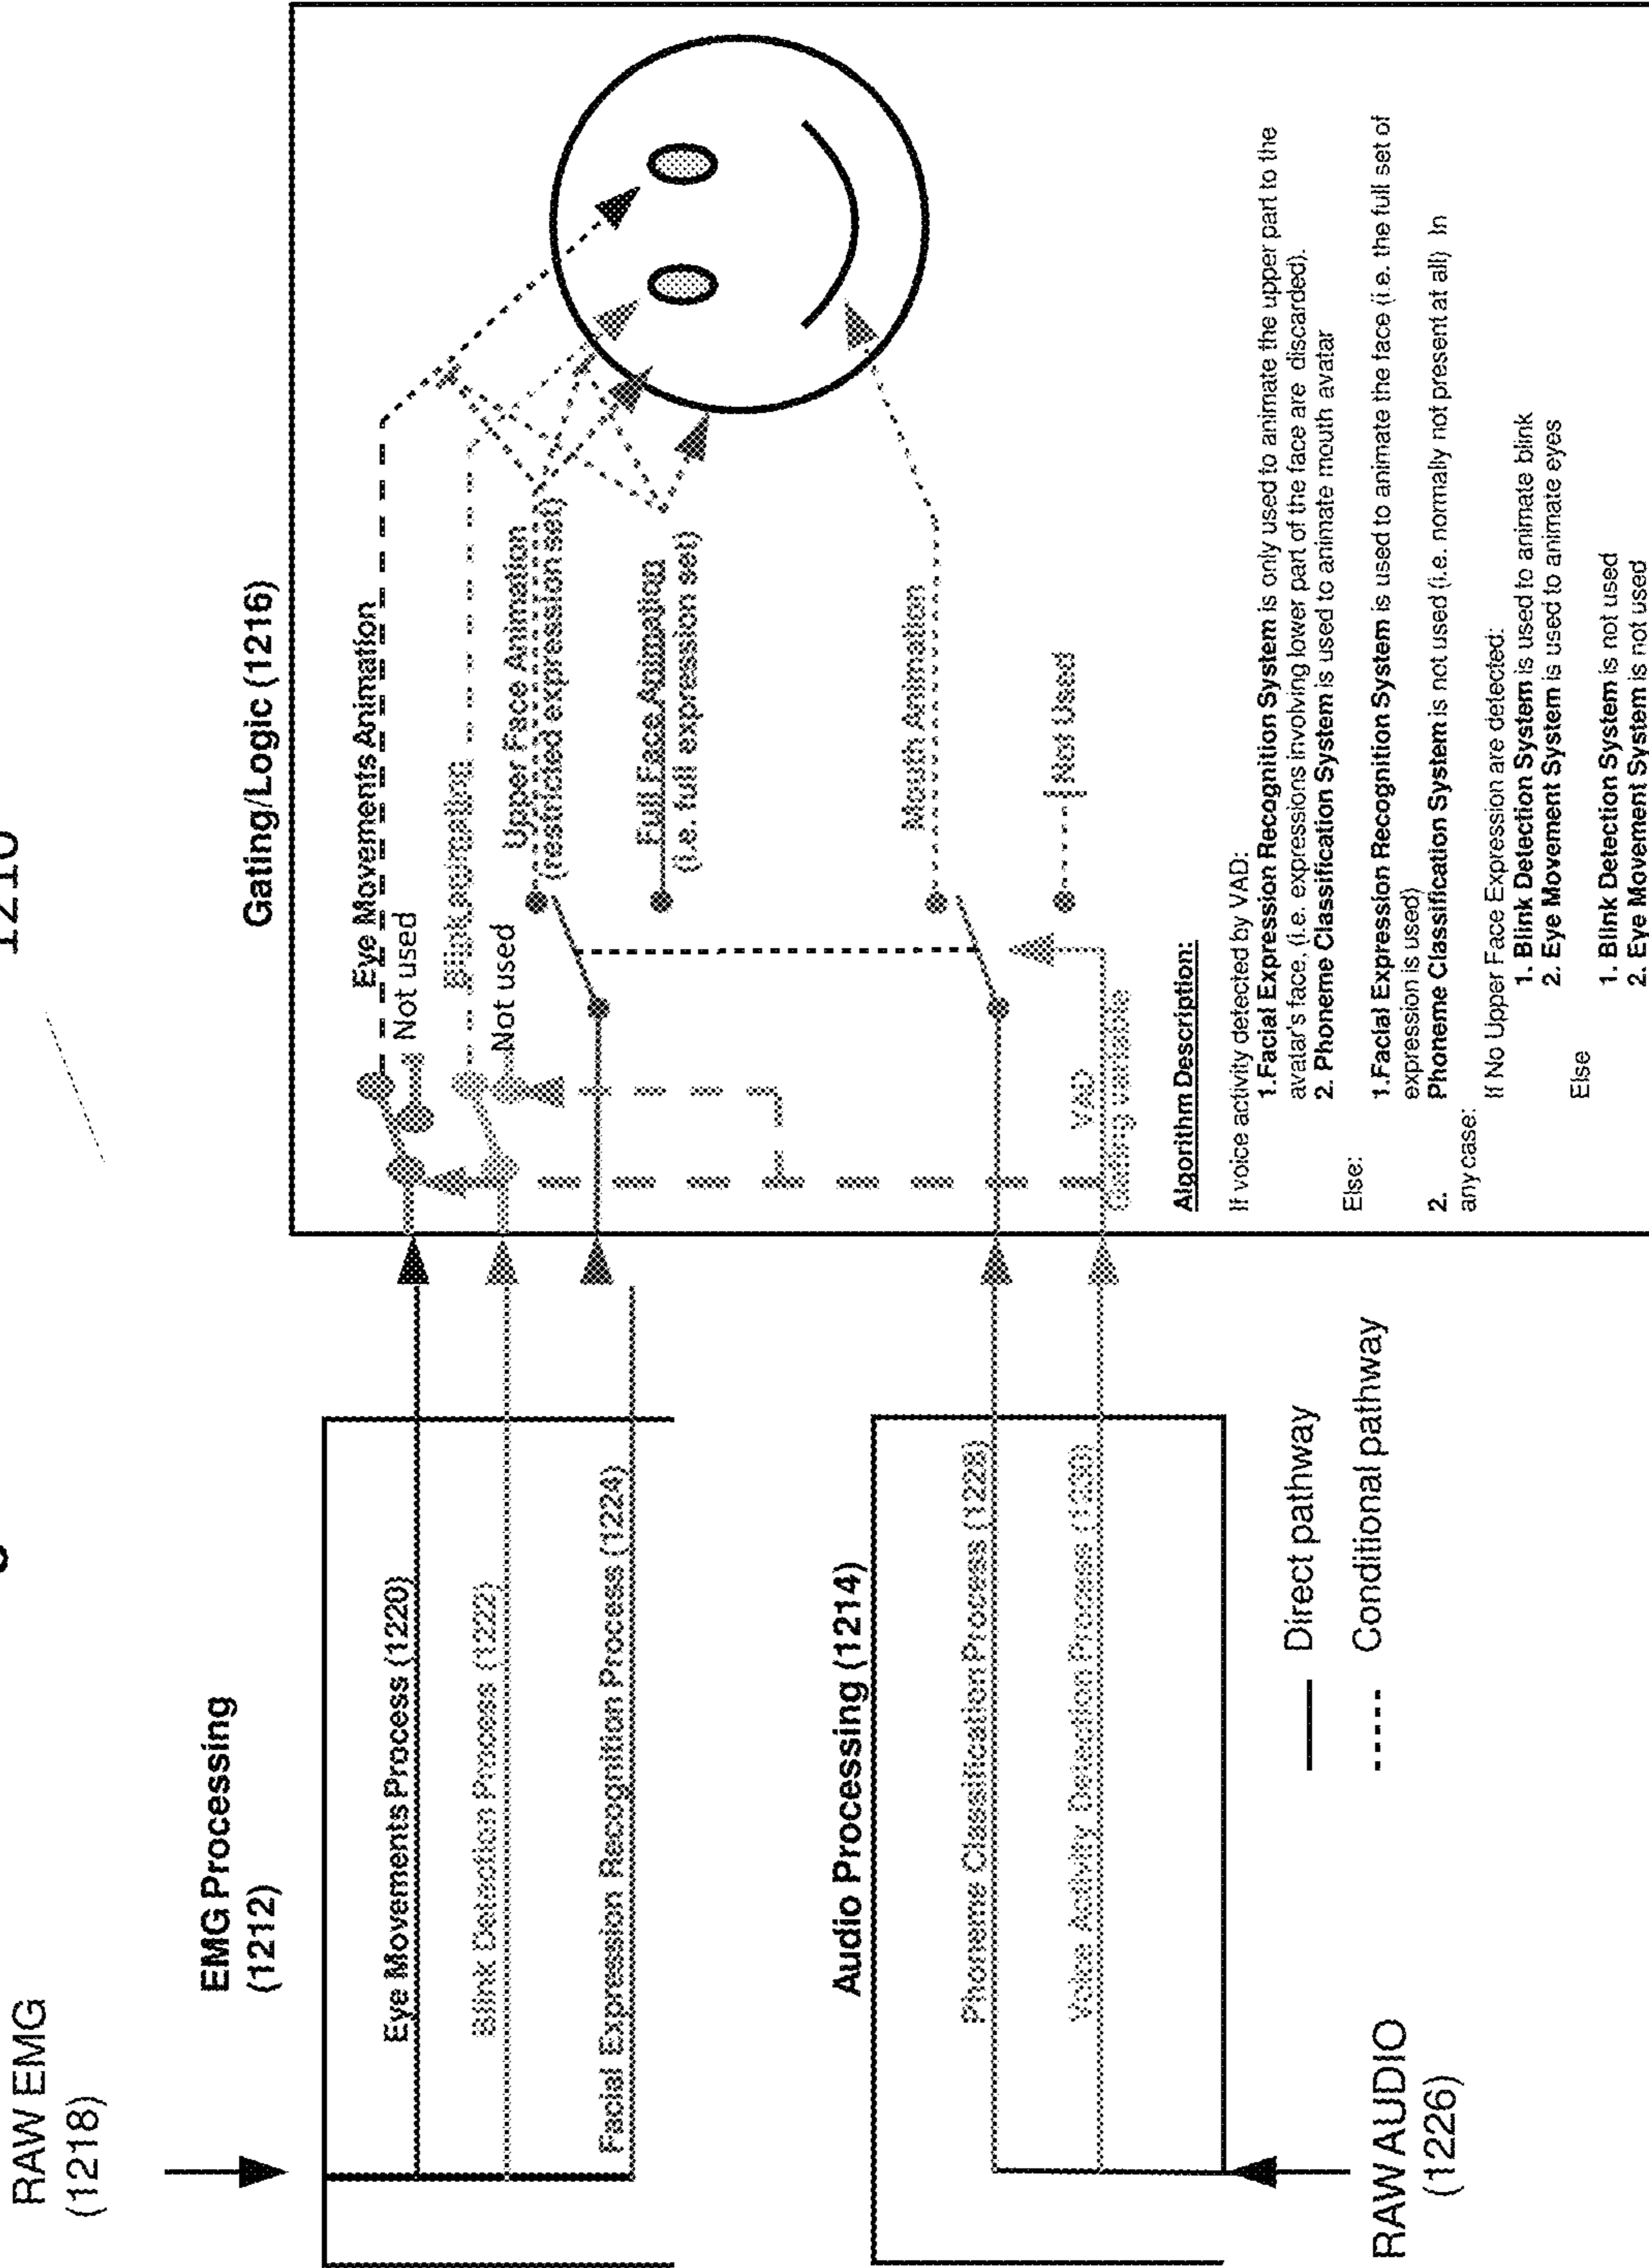 1210
RAW EMG
(1218)
EMG Processing
(1212)
Eye Movements Process (1220)
Blink Detection Process (1222)
Facial Expression Recognition Process (1224)
Audio Processing (1214)
Phoneme Classification Process (1228)
Voice Activity Detection Process (1230)
RAW AUDIO
(1226)
Direct pathway
Conditional pathway
Gating/Logic (1216)
Eye Movements Animation
Not used
Blink animation
Not used
Upper Face Animation
(restricted expression set)
Full Face Animation
(i.e. full expression set)
Mouth Animation
Not Used
VAD
Gating variable
Algorithm Description:
If voice activity detected by VAD:
1.Facial Expression Recognition System is only used to animate the upper part to the
avatar's face, (i.e. expressions involving lower part of the face are discarded).
2. Phoneme Classification System is used to animate mouth avatar
Else:
1.Facial Expression Recognition System is used to animate the face (i.e. the full set of
expression is used)
2. Phoneme Classification System is not used (i.e. normally not present at all) In
any case:
If No Upper Face Expression are detected:
1. Blink Detection System is used to animate blink
2. Eye Movement System is used to animate eyes
Else
1. Blink Detection System is not used
2. Eye Movement System is not used